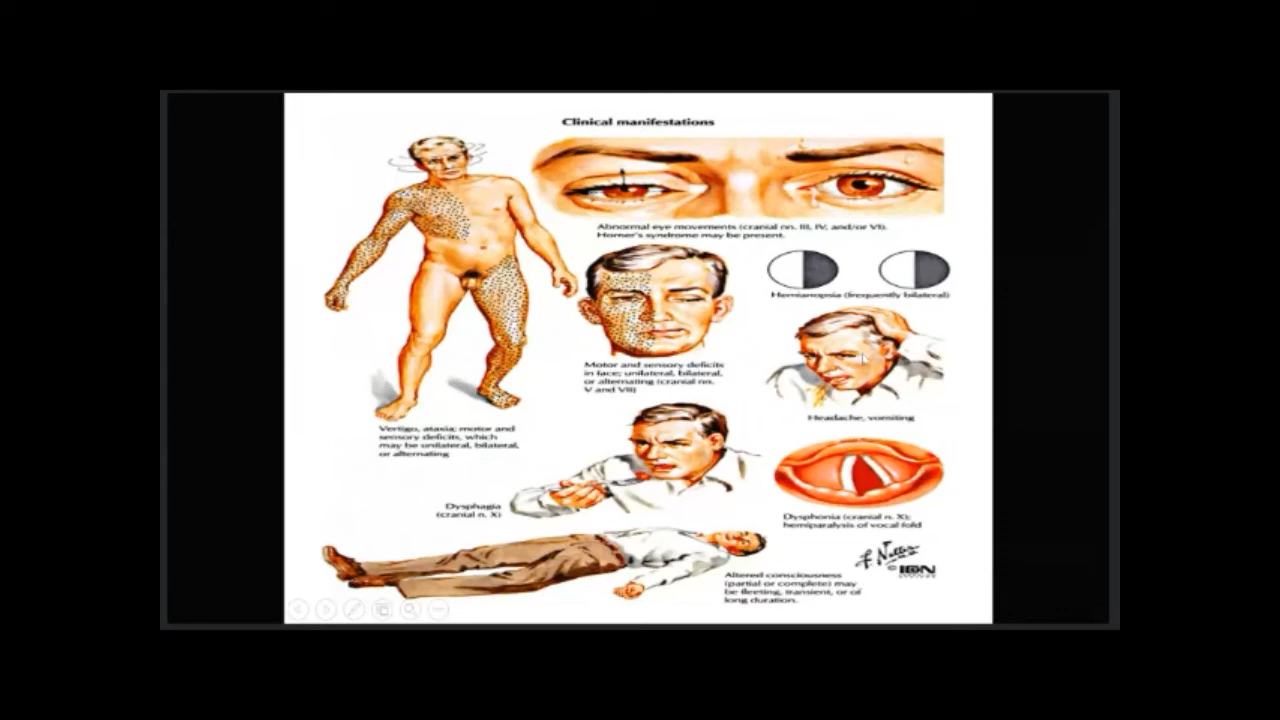 Clinical manifestations
Abnormal eye movements (cranial nn. III, IV, and/or VI).
Horner's syndrome may be present.
Hemianopsia (frequently bilateral)
Motor and sensory deficits
in face; unilateral, bilateral,
or alternating (cranial nn.
V and VII)
Headache, vomiting
Vertigo, ataxia; motor and
sensory deficits, which
may be unilateral, bilateral,
or alternating
Dysphagia
(cranial n. X)
Dysphonia (cranial n. X);
hemiparalysis of vocal fold
F. Netter
©
Altered consciousness
(partial or complete) may
be fleeting, transient, or of
long duration.